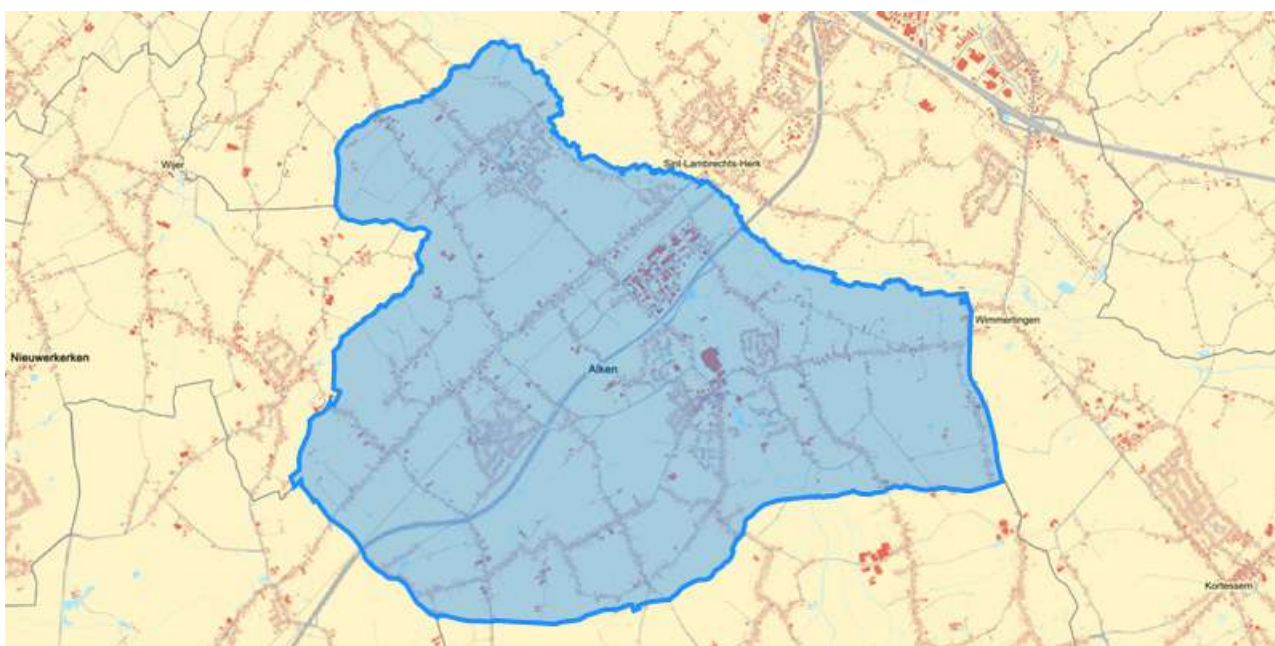 Wijer
Sint-Lambrechts-Herk
Wimmertingen
Nieuwerkerken
Alken
Kortessem